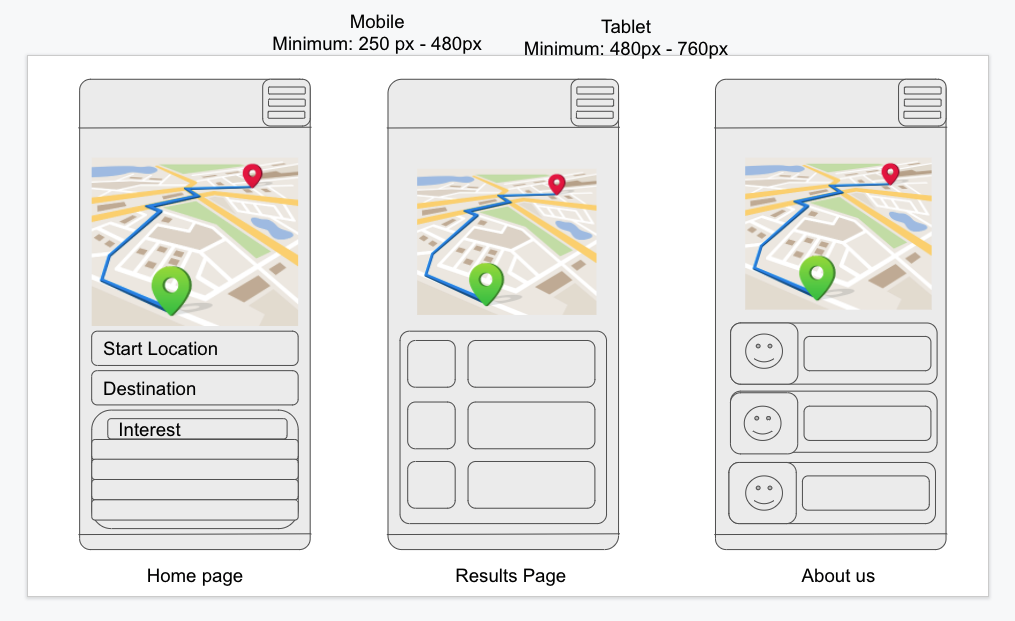 Mobile
Minimum: 250 px - 480px
Tablet
Minimum: 480px - 760px
Start Location
Destination
Interest
Home page
Results Page
About us